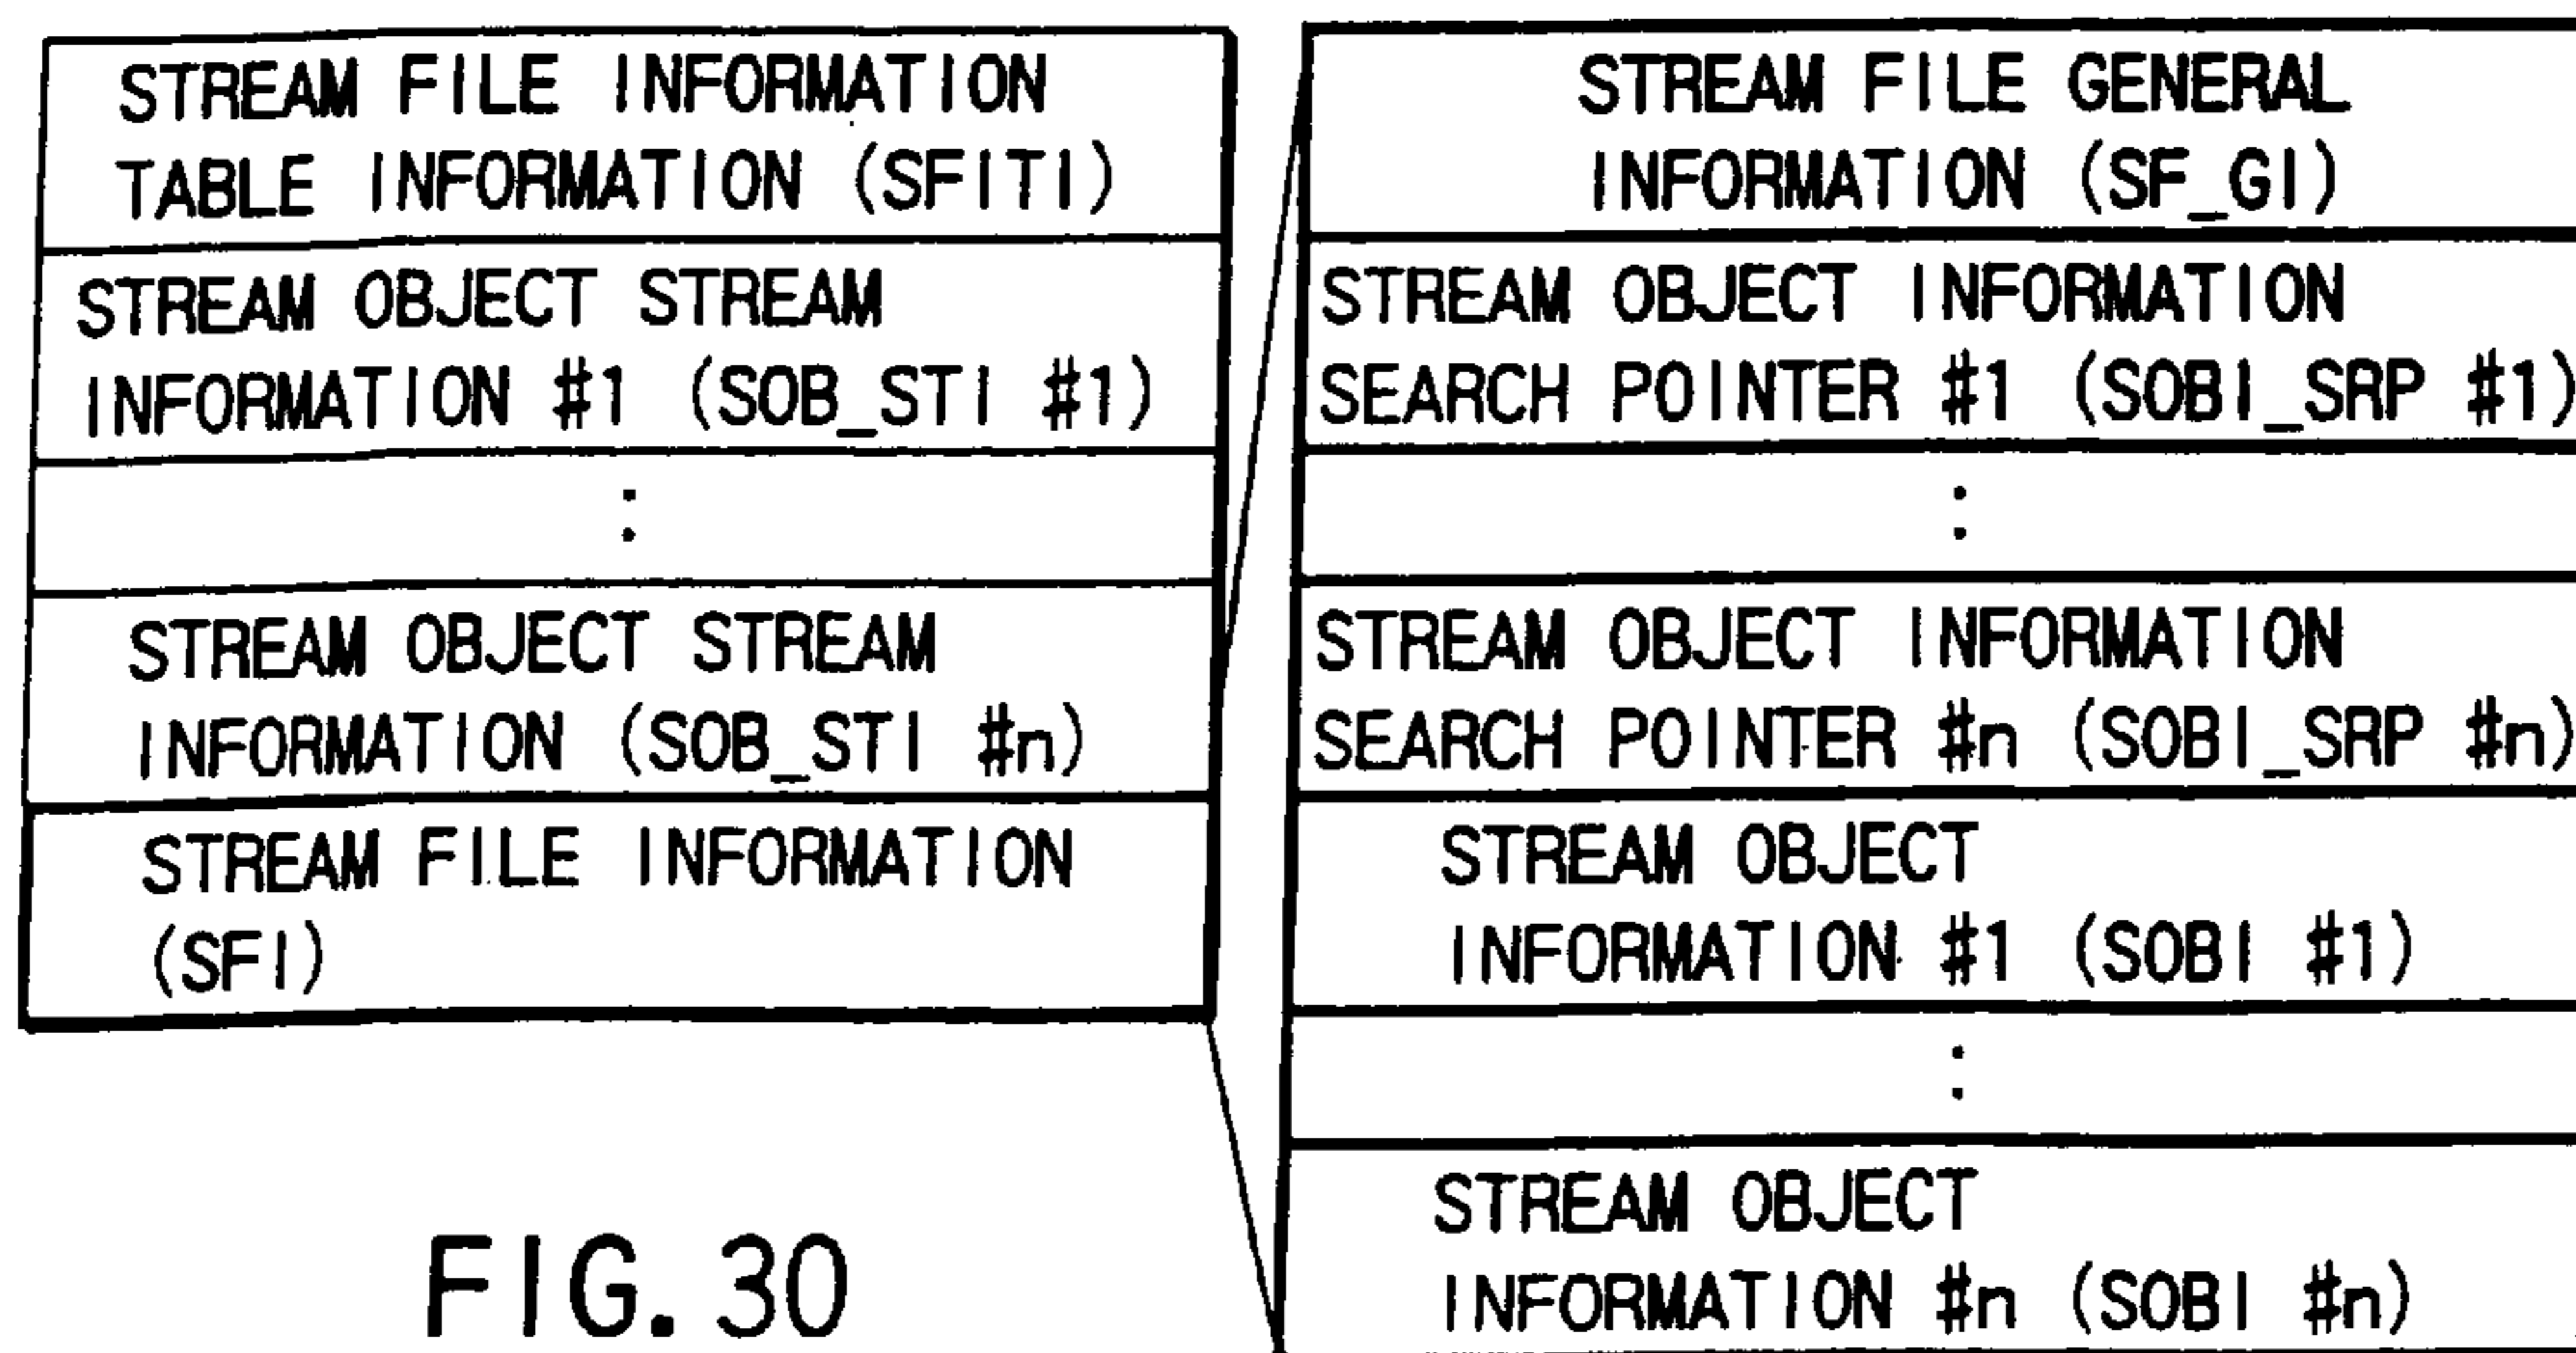 STREAM FILE INFORMATION
TABLE INFORMATION (SFITI)
STREAM OBJECT STREAM
INFORMATION #1 (SOB_STI #1)
:
STREAM OBJECT STREAM
INFORMATION (SOB_STI #n)
STREAM FILE INFORMATION
(SFI)
STREAM FILE GENERAL
INFORMATION (SF_GI)
STREAM OBJECT INFORMATION
SEARCH POINTER #1 (SOBI_SRP #1)
:
STREAM OBJECT INFORMATION
SEARCH POINTER #n (SOBI_SRP #n)
STREAM OBJECT
INFORMATION #1 (SOBI #1)
:
STREAM OBJECT
INFORMATION #n (SOBI #n)
FIG. 30